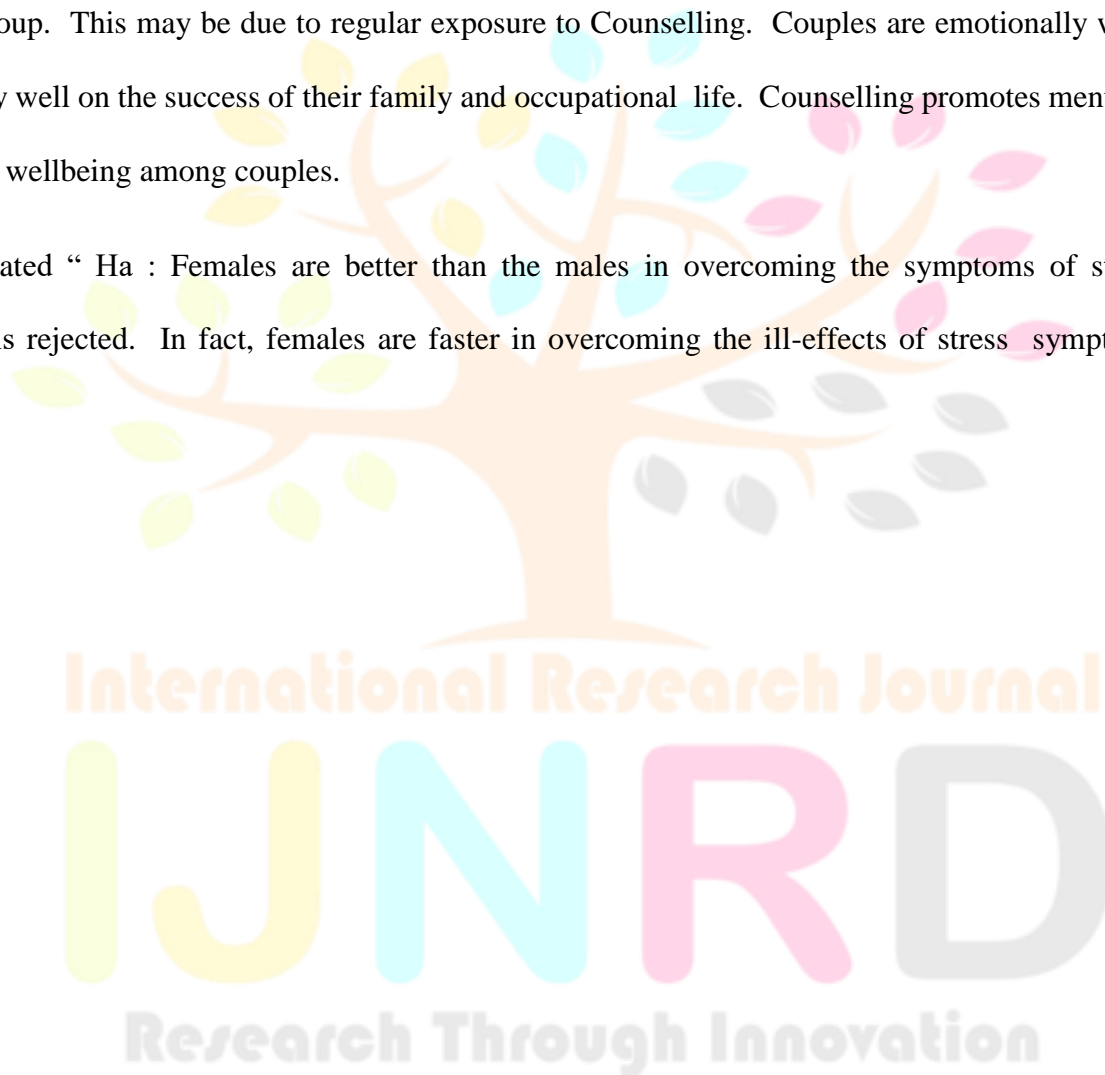 oup. This may be due to regular exposure to Counselling. Couples are emotionally
y well on the success of their family and occupational life. Counselling promotes
wellbeing among couples.
ated “ Ha : Females are better than the males in overcoming the symptoms of
s rejected. In fact, females are faster in overcoming the ill-effects of stress
International Research Journal
IJNRD
Research Through Innovation